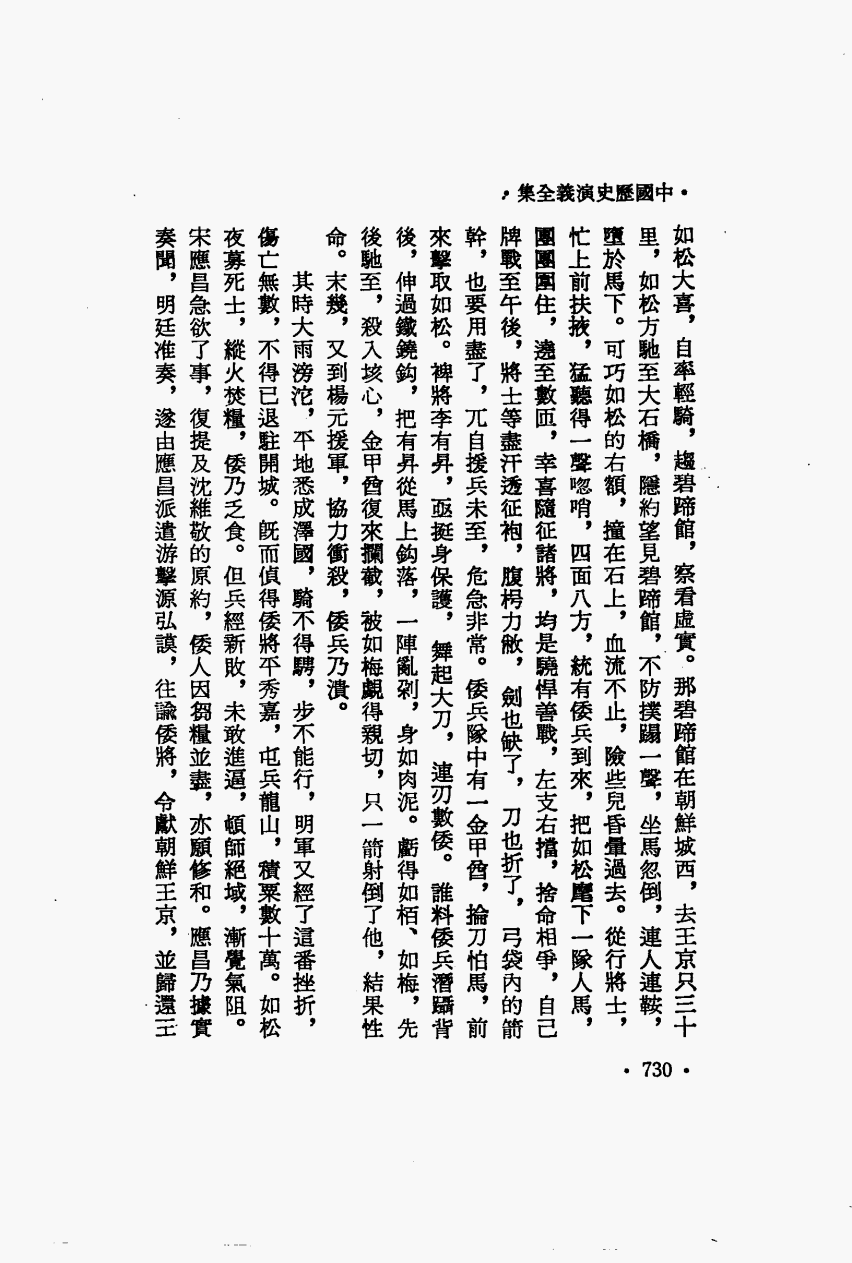 •中國歷史演義全集•
如松大喜，自率輕騎，趨碧蹄館，察看虛實。那碧蹄館在朝鮮城西，去王京只三十
里，如松方馳至大石橋，隱約望見碧蹄館，不防撲蹋一聲，坐馬忽倒，連人連鞍，
墮於馬下。可巧如松的右額，撞在石上，血流不止，險些兒昏暈過去。從行將士，
忙上前扶掖，猛聽得一聲唿哨，四面八方，統有倭兵到來，把如松麾下一隊人馬，
團團圍住，遶至數匝，幸喜隨征諸將，均是驍悍善戰，左支右擋，捨命相爭，自己
牌戰至午後，將士等盡汗透征袍，腹枵力敝，劍也缺了，刀也折了，弓袋內的箭
幹，也要用盡了，兀自援兵未至，危急非常。倭兵隊中有一金甲酋，掄刀怕馬，前
來擊取如松。裨將李有昇，亟挺身保護，舞起大刀，連刃數倭。誰料倭兵潛躡背
後，伸過鐵鐃鈎，把有昇從馬上鈎落，一陣亂剁，身如肉泥。虧得如栢、如梅，先
後馳至，殺入垓心，金甲酋復來攔截，被如梅覷得親切，只一箭射倒了他，結果性
命。末幾，又到楊元援軍，協力衝殺，倭兵乃潰。
其時大雨滂沱，平地悉成澤國，騎不得騁，步不能行，明軍又經了這番挫折，
傷亡無數，不得已退駐開城。既而偵得倭將平秀嘉，屯兵龍山，積粟數十萬。如松
夜募死士，縱火焚糧，倭乃乏食。但兵經新敗，未敢進逼，頓師絕域，漸覺氣阻。
宋應昌急欲了事，復提及沈維敬的原約，倭人因芻糧並盡，亦願修和。應昌乃據實
奏聞，明廷准奏，遂由應昌派遣游擊源弘謨，往諭倭將，令獻朝鮮王京，並歸還王
•730•